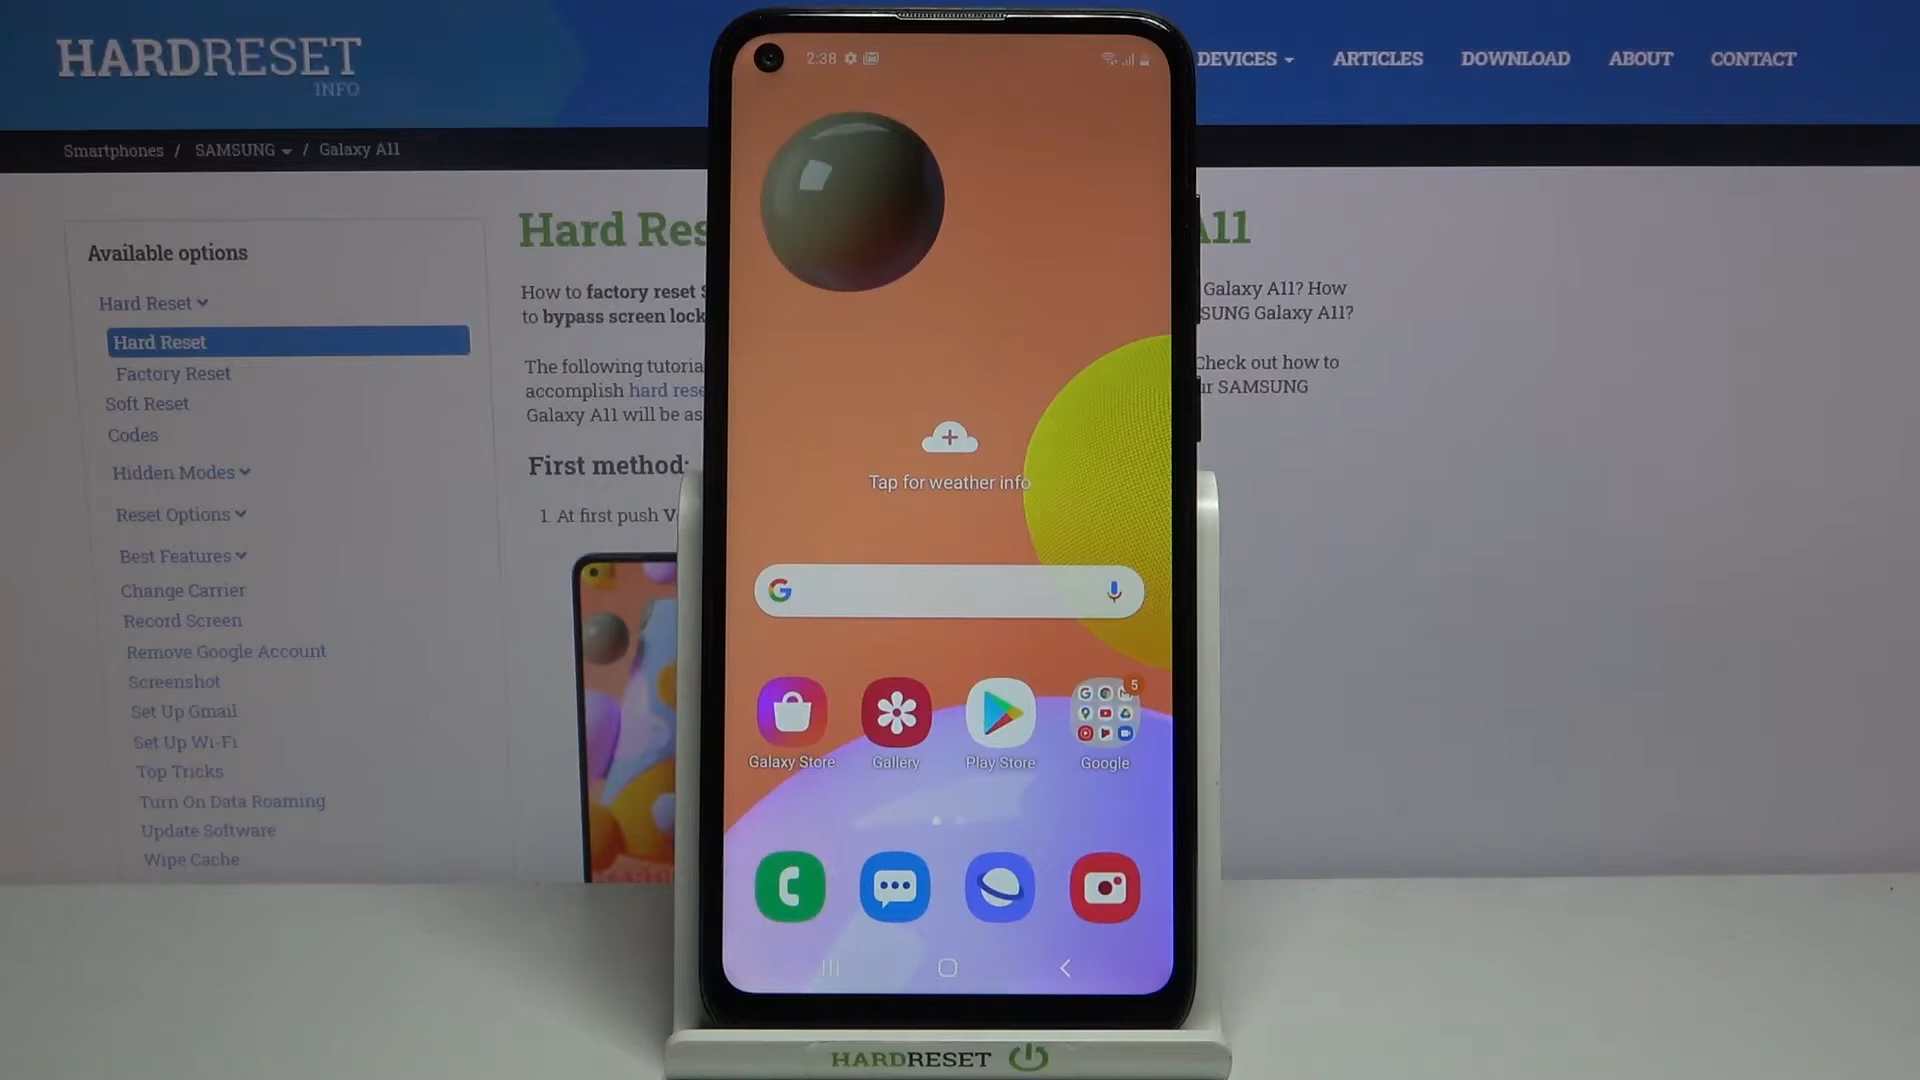 HARDRESET
.INFO
DEVICES
ARTICLES
DOWNLOAD
ABOUT
CONTACT
Smartphones / SAMSUNG / Galaxy A11
Available options
Hard Reset
Hard Reset
Factory Reset
Soft Reset
Codes
Hidden Modes
Reset Options
Best Features
Change Carrier
Record Screen
Remove Google Account
Screenshot
Set Up Gmail
Set Up Wi-Fi
Top Tricks
Turn On Data Roaming
Update Software
Wipe Cache
Hard Res
A11
How to factory reset S
Galaxy A11? How
to bypass screen lock
SUNG Galaxy A11?
The following tutoria
Check out how to
accomplish hard rese
ur SAMSUNG
Galaxy A11 will be as
First method:
1. At first push V
2:38
Tap for weather info
G
5
Galaxy Store
Gallery
Play Store
Google
HARDRESET